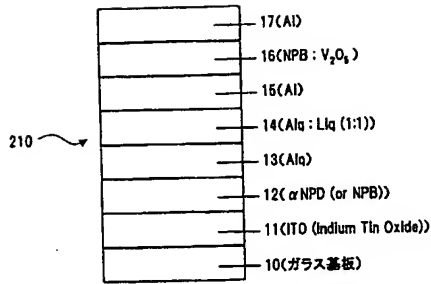 17(Al)
16(NPB : V₂O₅)
15(Al)
14(Alq : Liq (1:1))
210
13(Alq)
12(αNPD (or NPB))
11(ITO (Indium Tin Oxide))
10(ガラス基板)